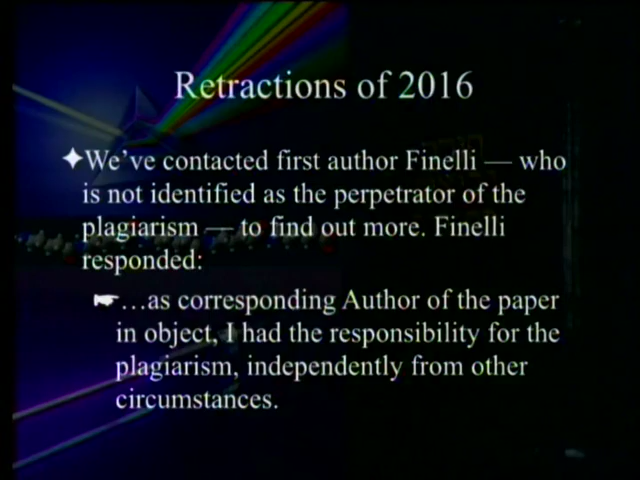 Retractions of 2016
We've contacted first author Finelli — who
is not identified as the perpetrator of the
plagiarism — to find out more. Finelli
responded:
…as corresponding Author of the paper
in object, I had the responsibility for the
plagiarism, independently from other
circumstances.